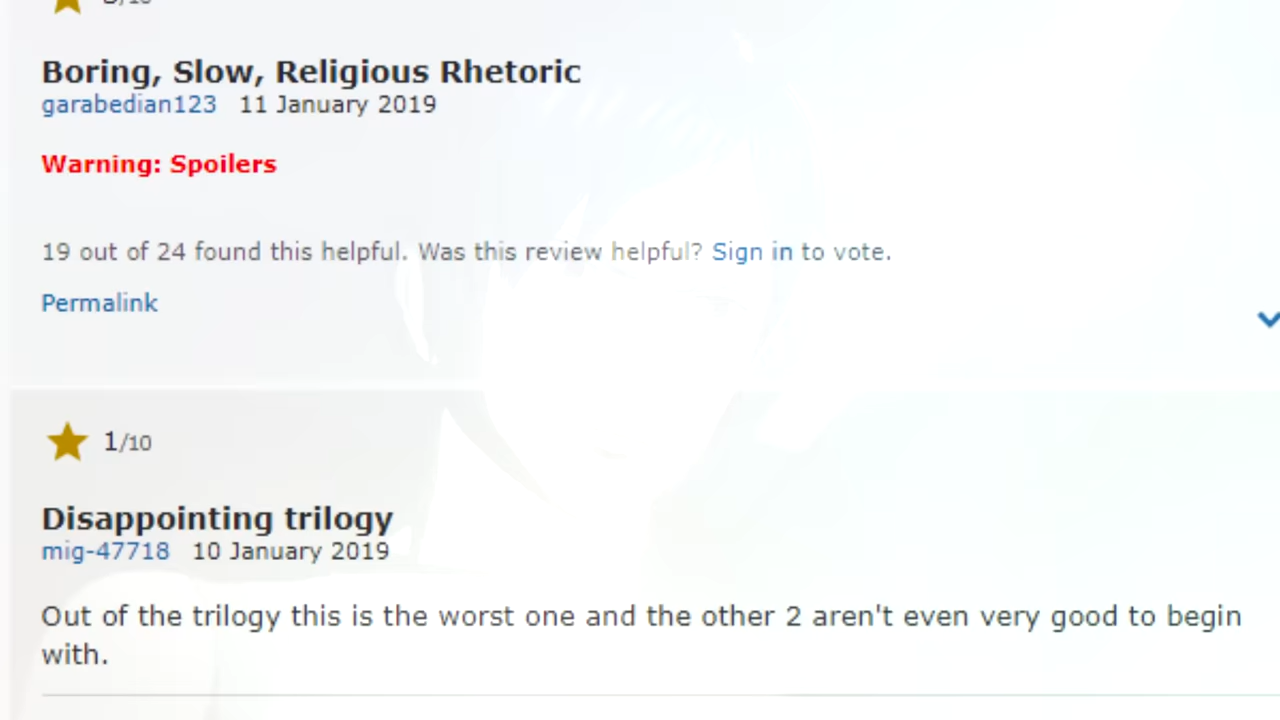 Boring, Slow, Religious Rhetoric
garabedian123 11 January 2019
Warning: Spoilers
19 out of 24 found this helpful. Was this review helpful? Sign in to vote.
Permalink
1/10
Disappointing trilogy
mig-47718 10 January 2019
Out of the trilogy this is the worst one and the other 2 aren't even very good to begin
with.